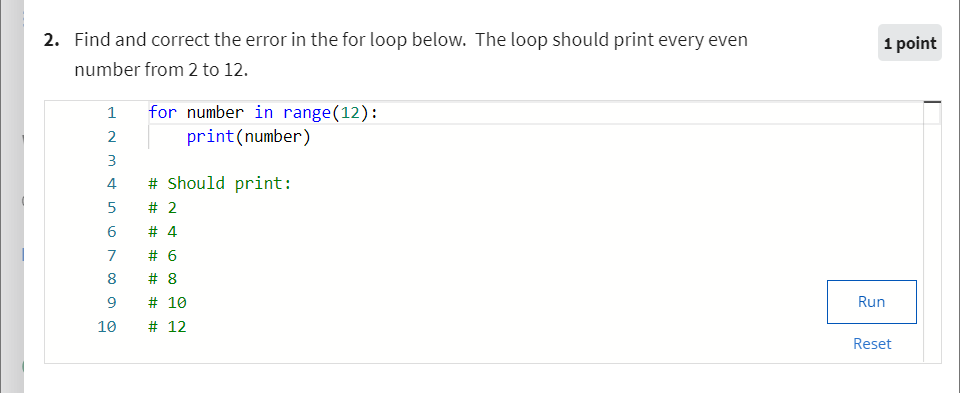 2. Find and correct the error in the for loop below. The loop should print every even
1 point
number from 2 to 12.
1 for number in range(12):
2     print(number)
3
4 # Should print:
5 # 2
6 # 4
7 # 6
8 # 8
9 # 10
10 # 12
Run
Reset